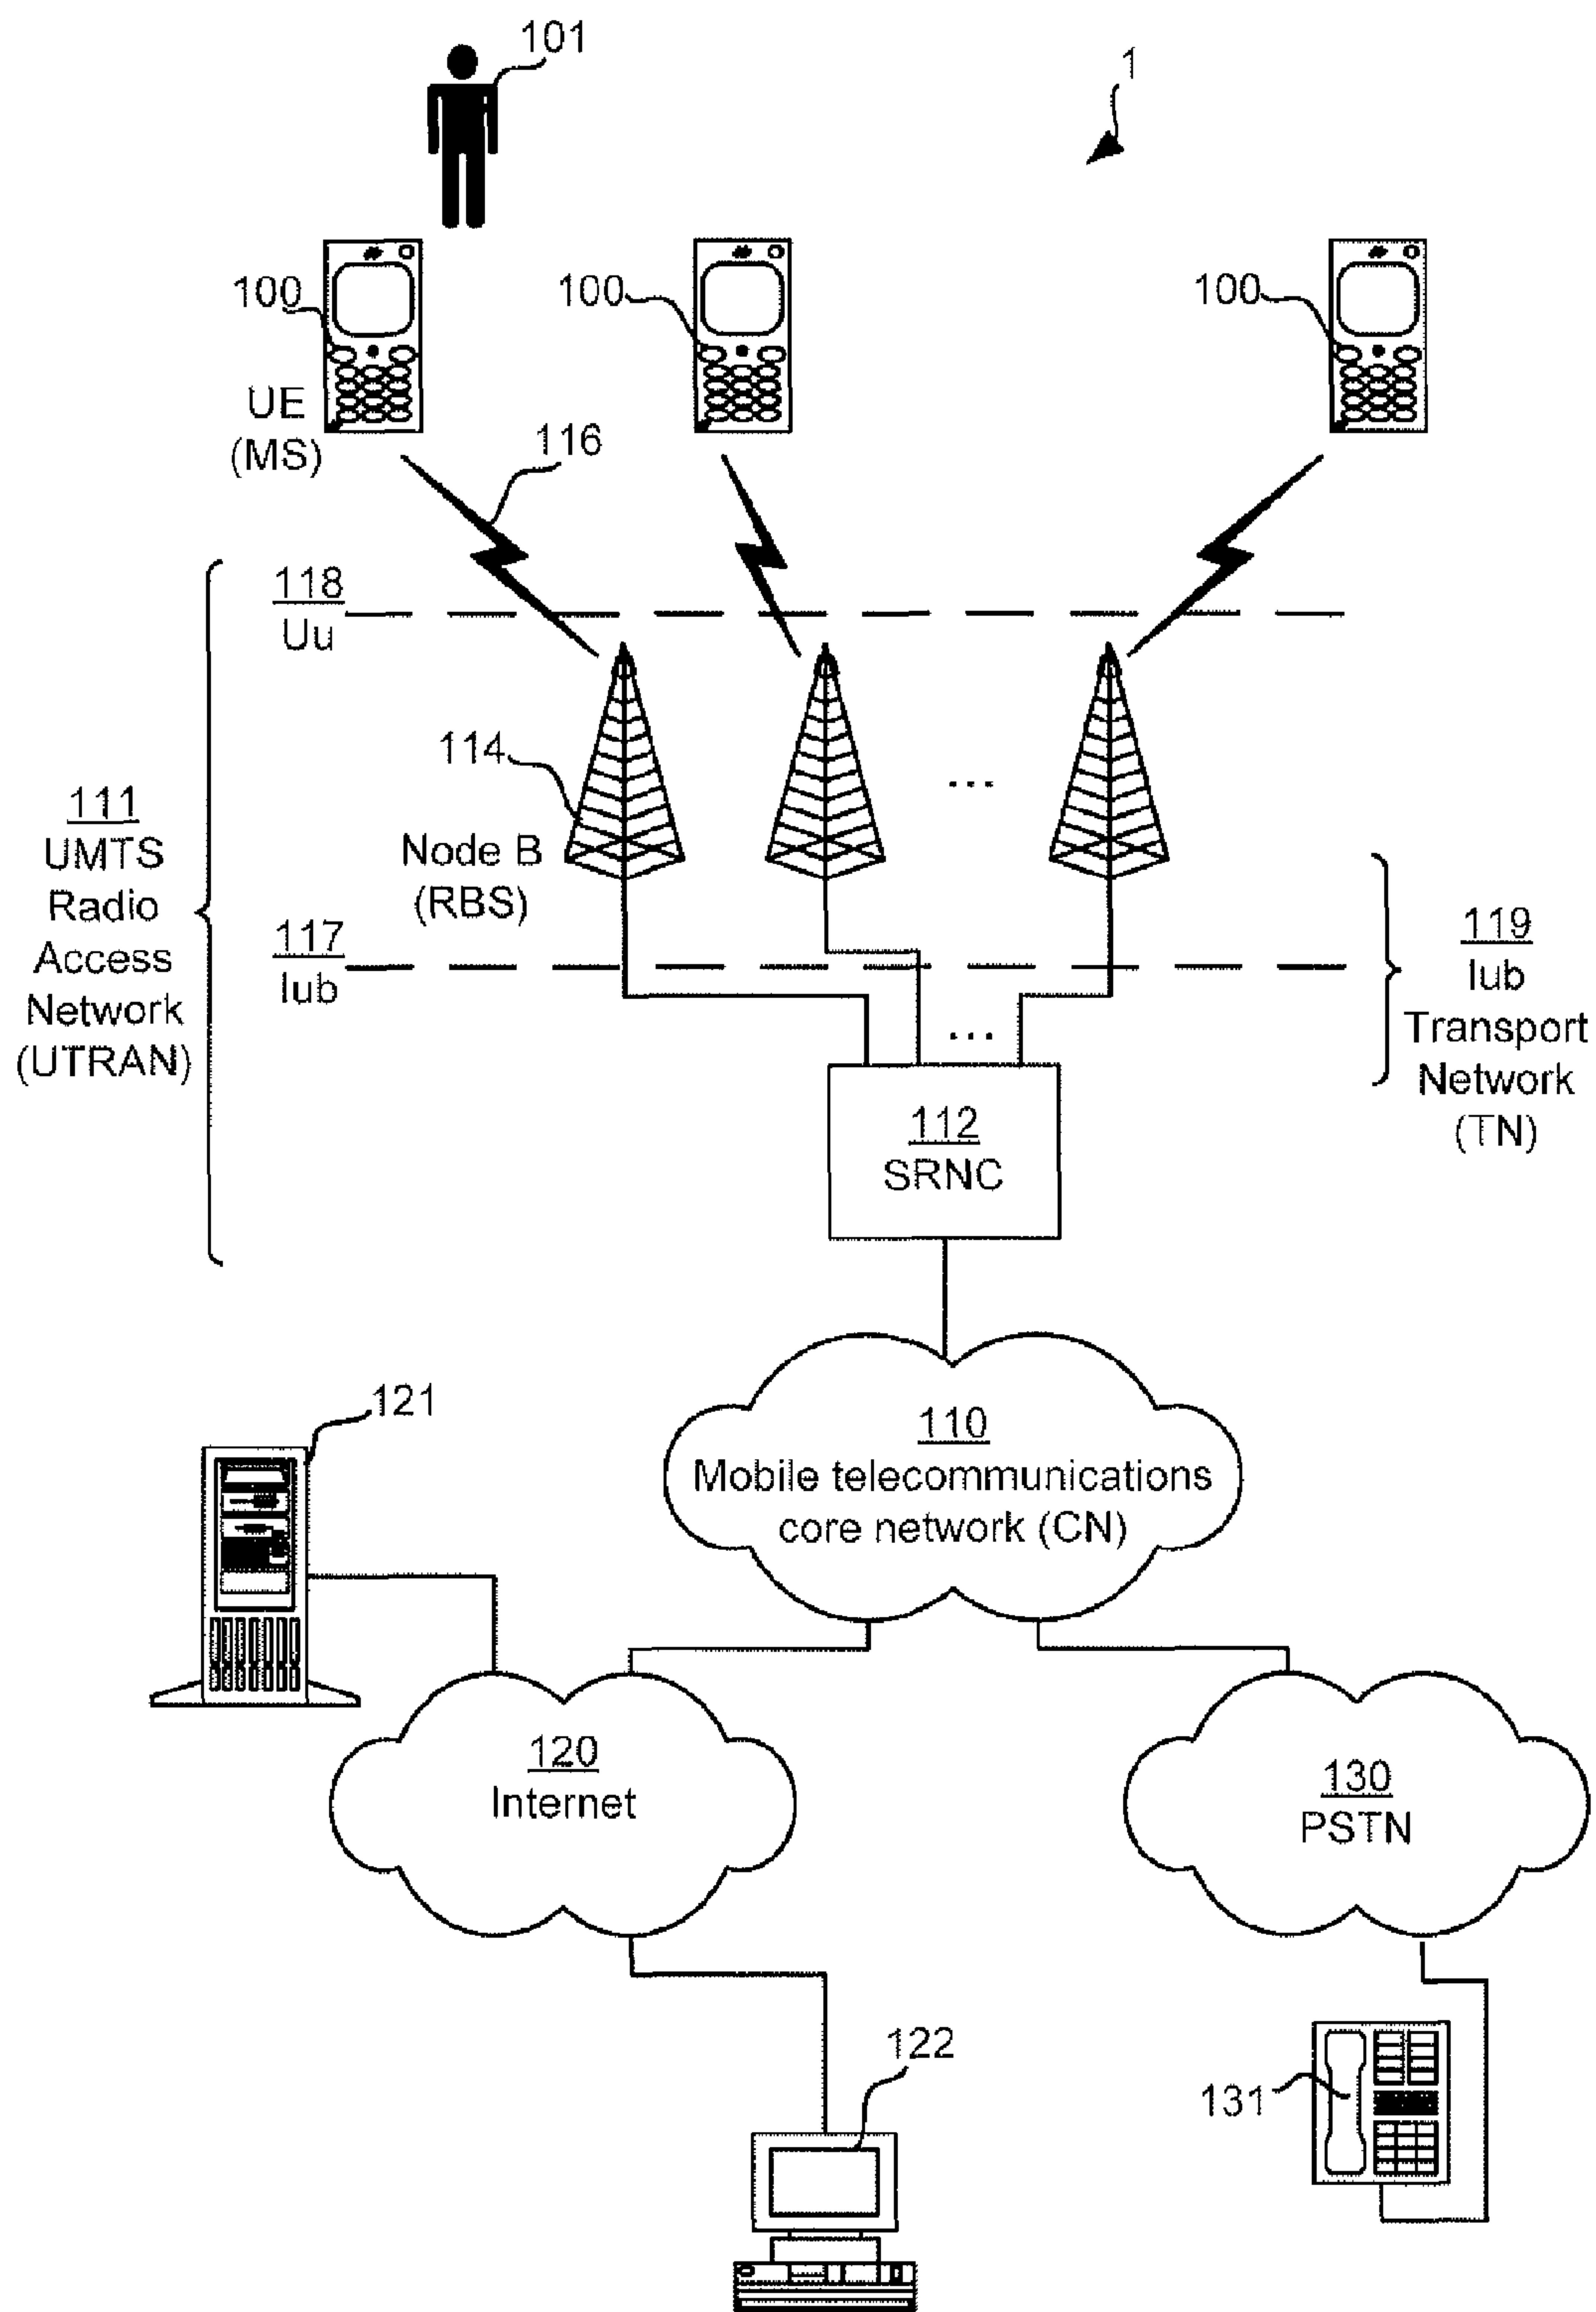 101
1
100
100
100
UE
(MS)
116
118
Uu
114
Node B
(RBS)
...
111
UMTS
Radio
Access
Network
(UTRAN)
117
Iub
119
Iub
Transport
Network
(TN)
...
112
SRNC
121
110
Mobile telecommunications
core network (CN)
120
Internet
130
PSTN
122
131